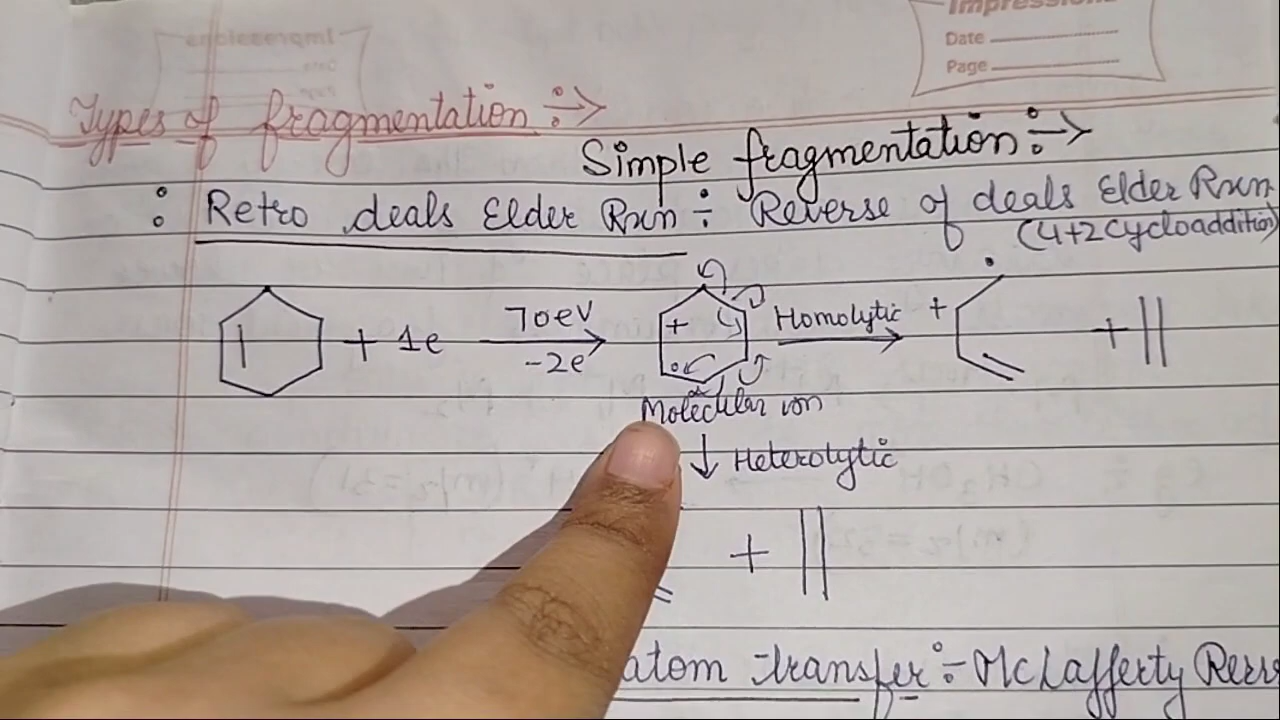 Impression
Date
Page
Types of fragmentation :->
Simple fragmentation :->
: Retro deals Elder Rxn ÷ Reverse of deals Elder Rxn
(4+2 cycloaddition)
+ 1e 70eV -2e + Homolytic + +
Molecular ion
Heterolytic
+
atom transfer :- McLafferty Rerr